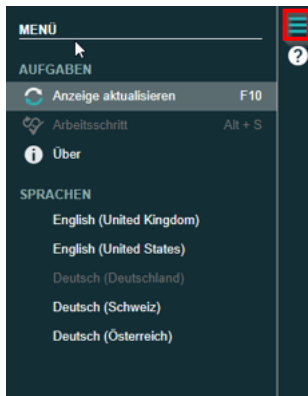 MENÜ
AUFGABEN
Anzeige aktualisieren F10
Arbeitsschritt Alt + S
Über
SPRACHEN
English (United Kingdom)
English (United States)
Deutsch (Deutschland)
Deutsch (Schweiz)
Deutsch (Österreich)